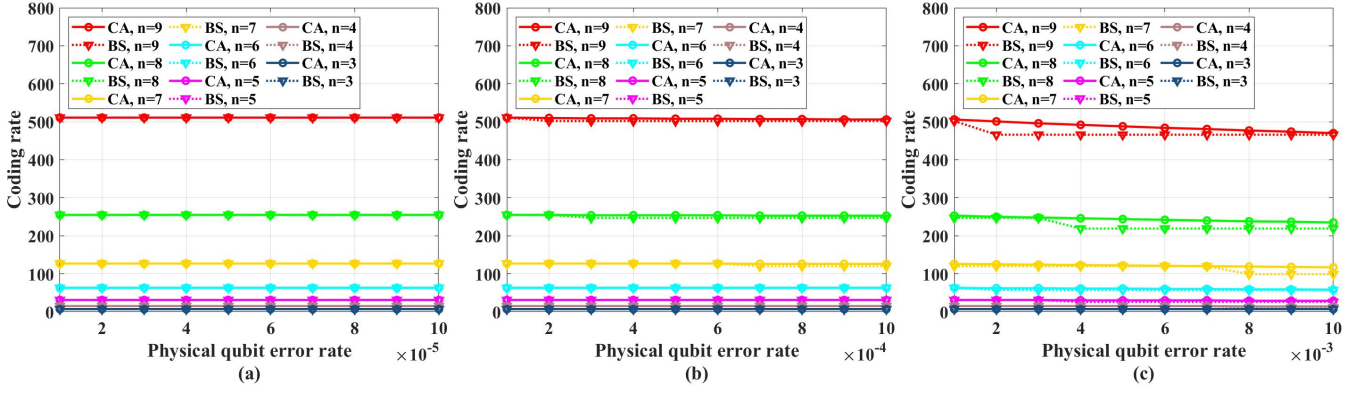 800
700
600
500
400
300
200
100
0
Coding rate
CA, n=9 BS, n=7 CA, n=4
BS, n=9 CA, n=6 BS, n=4
CA, n=8 BS, n=6 CA, n=3
BS, n=8 CA, n=5 BS, n=3
CA, n=7 BS, n=5
2 4 6 8 10
Physical qubit error rate ×10-5
(a)
800
700
600
500
400
300
200
100
0
Coding rate
CA, n=9 BS, n=7 CA, n=4
BS, n=9 CA, n=6 BS, n=4
CA, n=8 BS, n=6 CA, n=3
BS, n=8 CA, n=5 BS, n=3
CA, n=7 BS, n=5
2 4 6 8 10
Physical qubit error rate ×10-4
(b)
800
700
600
500
400
300
200
100
0
Coding rate
CA, n=9 BS, n=7 CA, n=4
BS, n=9 CA, n=6 BS, n=4
CA, n=8 BS, n=6 CA, n=3
BS, n=8 CA, n=5 BS, n=3
CA, n=7 BS, n=5
2 4 6 8 10
Physical qubit error rate ×10-3
(c)